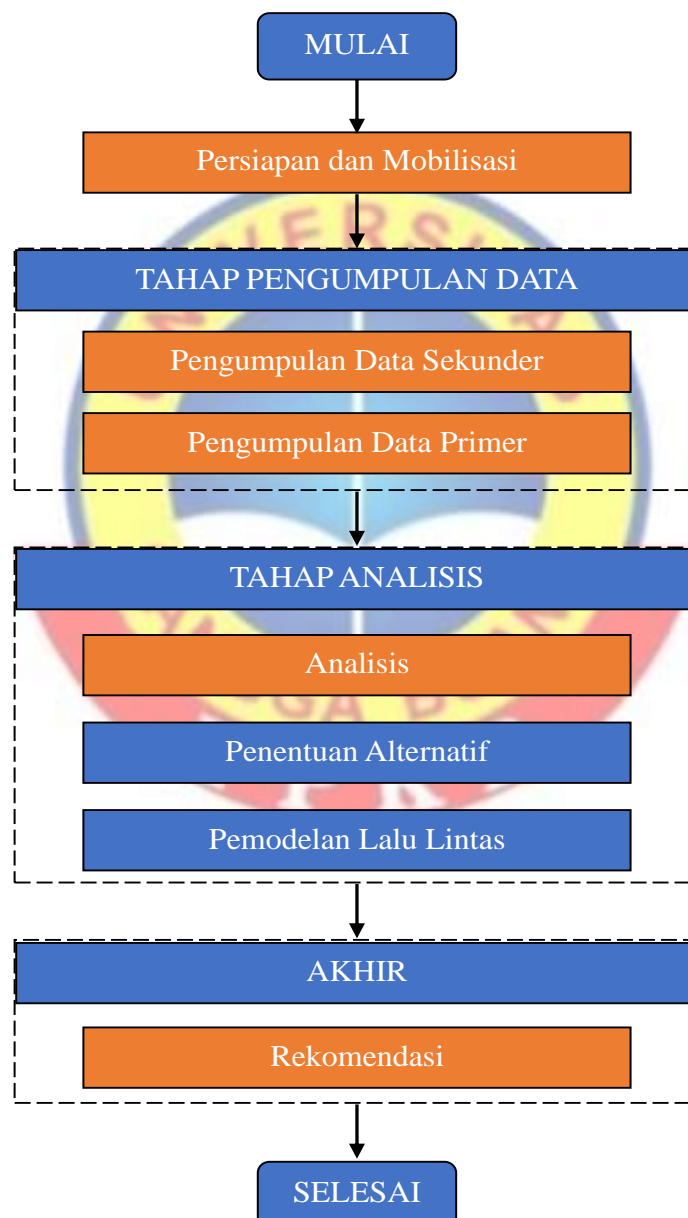 MULAI
Persiapan dan Mobilisasi
TAHAP PENGUMPULAN DATA
Pengumpulan Data Sekunder
Pengumpulan Data Primer
TAHAP ANALISIS
Analisis
Penentuan Alternatif
Pemodelan Lalu Lintas
AKHIR
Rekomendasi
SELESAI